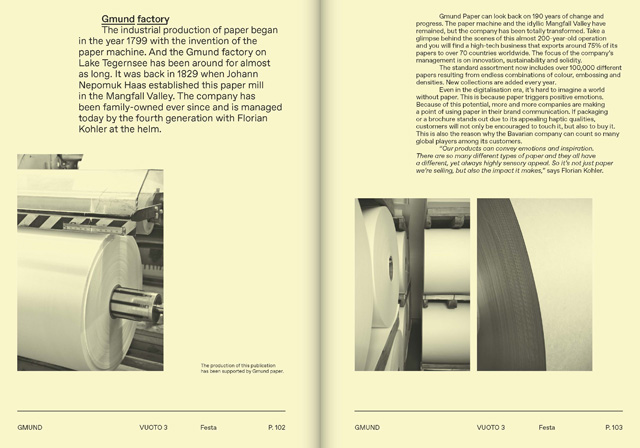 Gmund factory
The industrial production of paper began
in the year 1799 with the invention of the
paper machine. And the Gmund factory on
Lake Tegernsee has been around for almost
as long. It was back in 1829 when Johann
Nepomuk Haas established this paper mill
in the Mangfall Valley. The company has
been family-owned ever since and is managed
today by the fourth generation with Florian
Kohler at the helm.
The production of this publication
has been supported by Gmund paper.
GMUND VUOTO 3 Festa P. 102
Gmund Paper can look back on 190 years of change and
progress. The paper machine and the idyllic Mangfall Valley have
remained, but the company has been totally transformed. Take a
glimpse behind the scenes of this almost 200-year-old operation
and you will find a high-tech business that exports around 75% of its
papers to over 70 countries worldwide. The focus of the company's
management is on innovation, sustainability and solidity.
The standard assortment now includes over 100,000 different
papers resulting from endless combinations of colour, embossing and
densities. New collections are added every year.
Even in the digitalisation era, it's hard to imagine a world
without paper. This is because paper triggers positive emotions.
Because of this potential, more and more companies are making
a point of using paper in their brand communication. If packaging
or a brochure stands out due to its appealing haptic qualities,
customers will not only be encouraged to touch it, but also to buy it.
This is also the reason why the Bavarian company can count so many
global players among its customers.
"Our products can convey emotions and inspiration.
There are so many different types of paper and they all have
a different, yet always highly sensory appeal. So it's not just paper
we're selling, but also the impact it makes," says Florian Kohler.
GMUND VUOTO 3 Festa P. 103